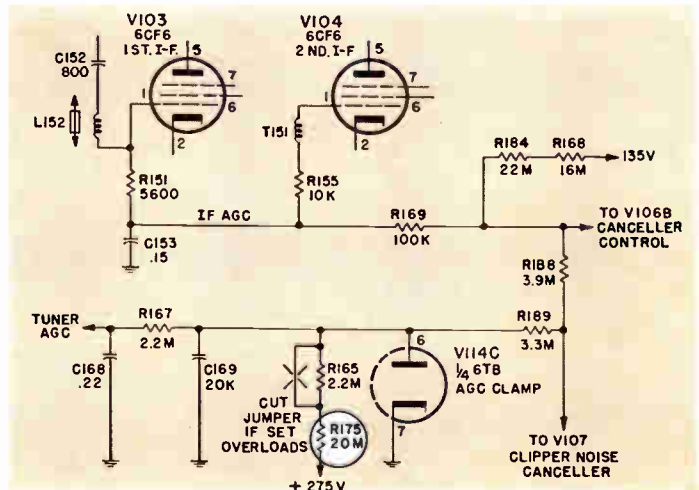 V103
6CF6
1ST. I-F.
5
7
6
1
2
V104
6CF6
2ND. I-F
5
7
6
1
2
C152
800
L152
T151
R151
5600
R155
10K
R184
22M
R168
16M
135V
IF AGC
R169
100K
TO V106B
CANCELLER
CONTROL
C153
.15
R188
3.9M
TUNER
AGC
R167
2.2M
R189
3.3M
C168
.22
C169
20K
R165
2.2M
CUT
JUMPER
IF SET
OVERLOADS
R175
20M
+ 275V
6
V114C
1/4 6T8
AGC CLAMP
7
TO V107
CLIPPER NOISE
CANCELLER